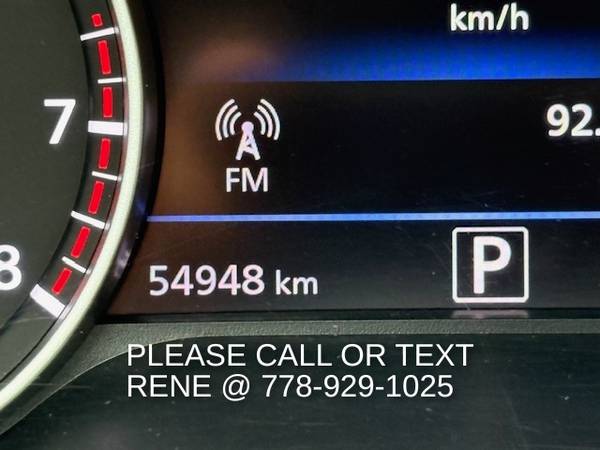 km/h
7
92.
FM
8
54948 km
P
PLEASE CALL OR TEXT
RENE @ 778-929-1025